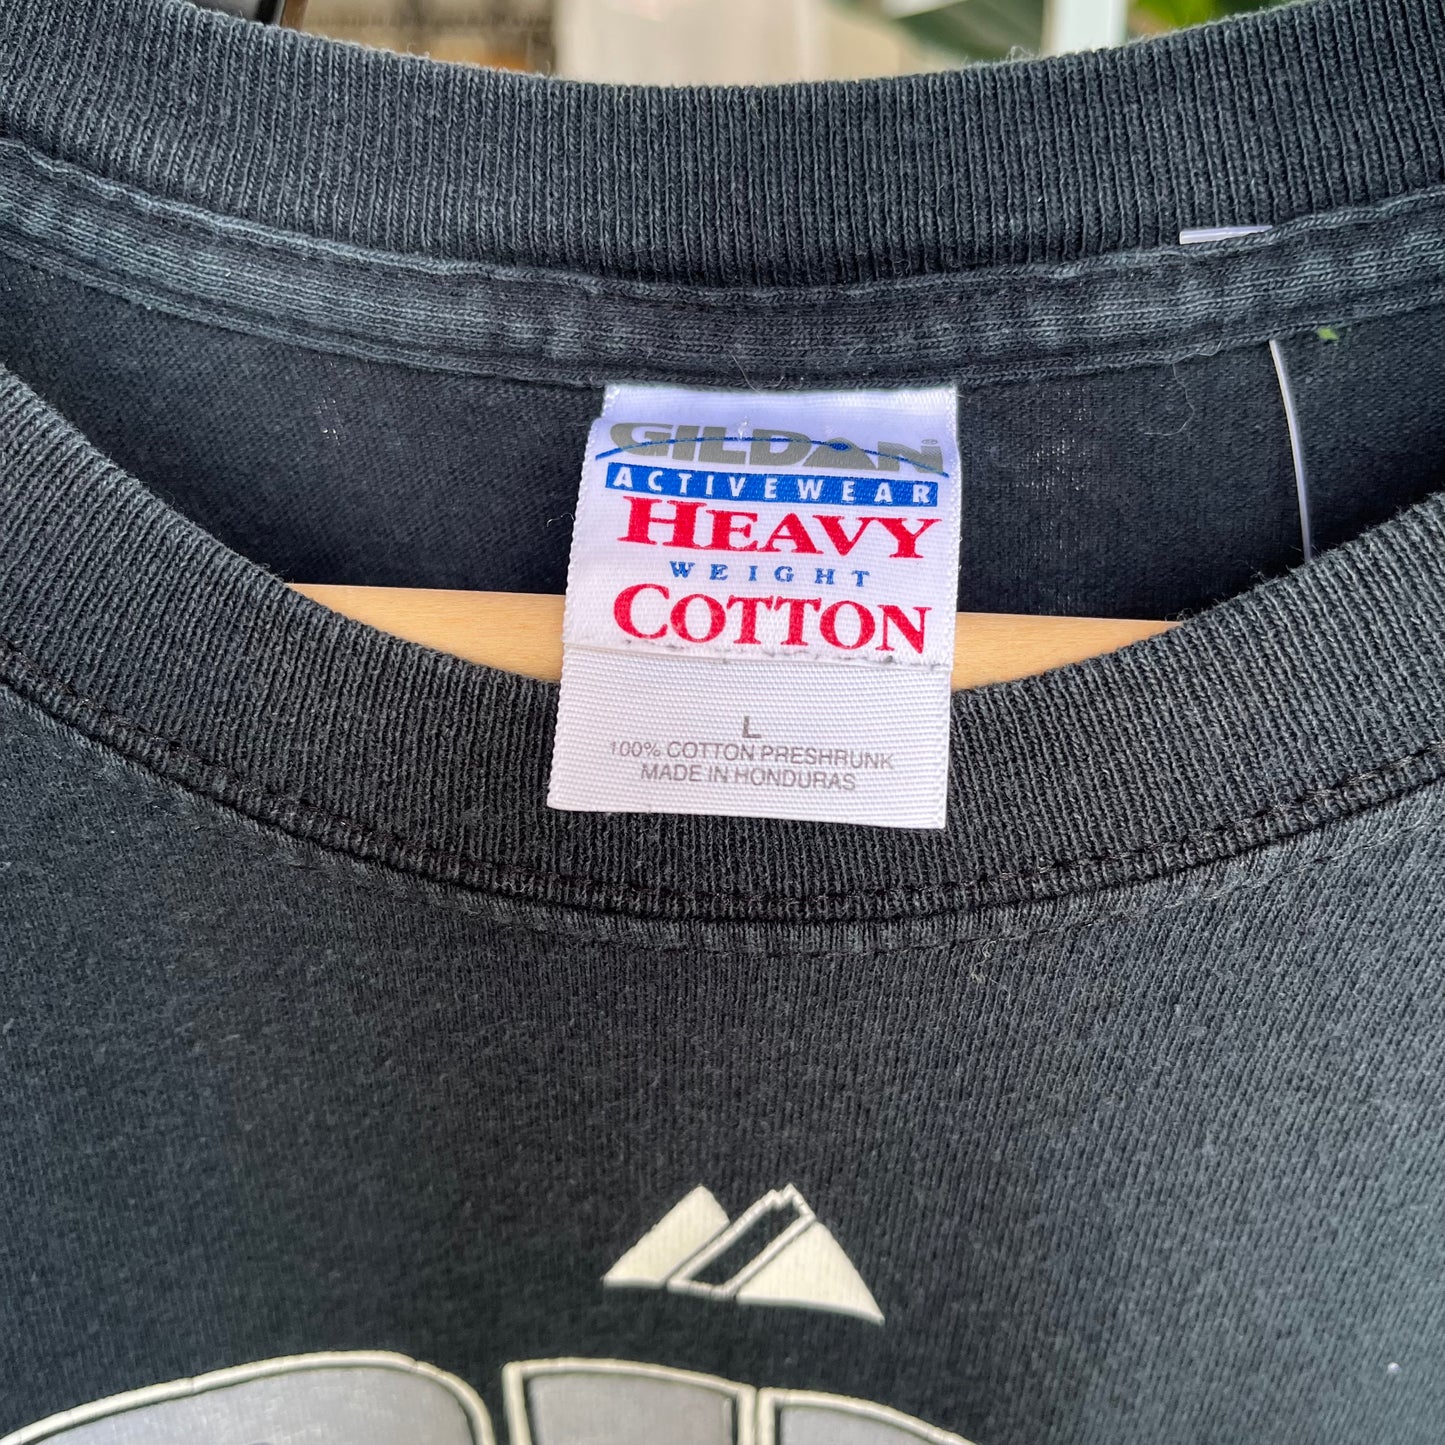 GILDAN
ACTIVEWEAR
HEAVY
WEIGHT
COTTON
L
100% COTTON PRESHRUNK
MADE IN HONDURAS